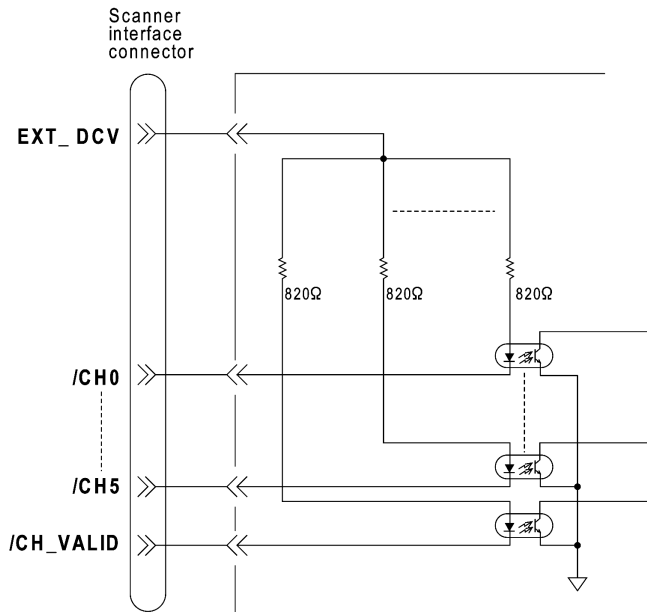 Scanner
interface
connector
EXT_ DCV
820Ω 820Ω 820Ω
/CH0
/CH5
/CH_VALID